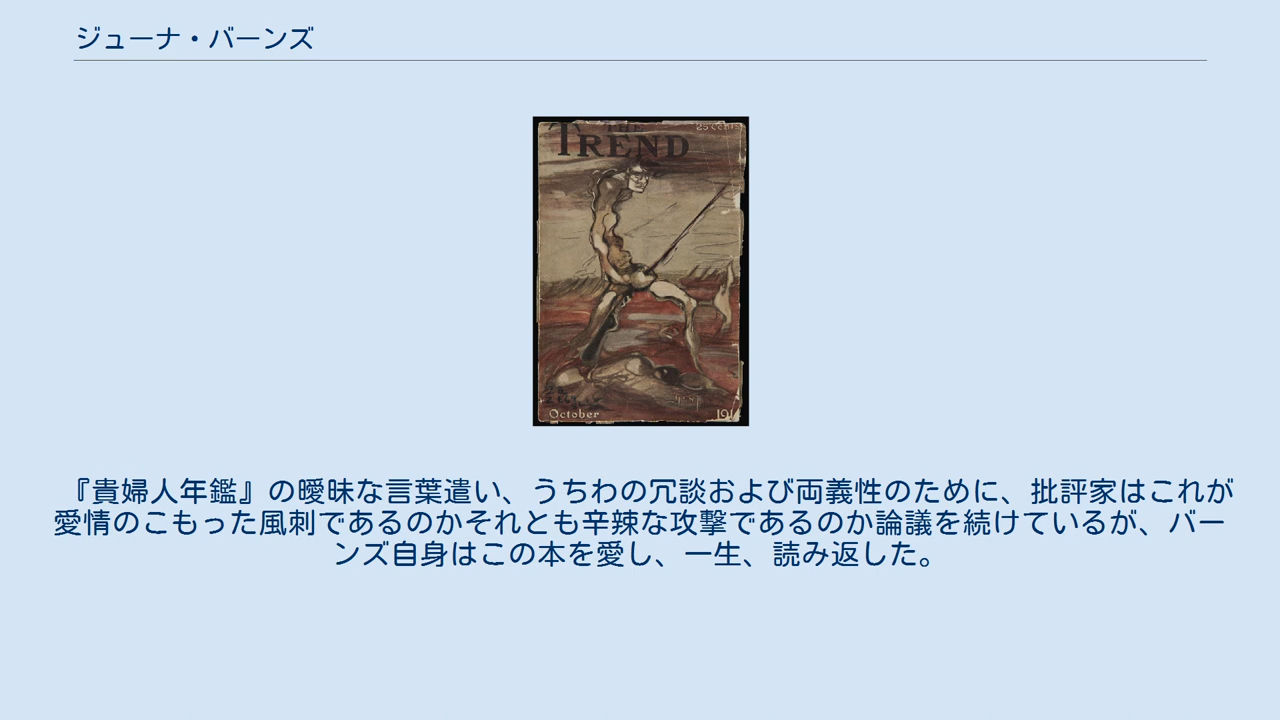 ジューナ・バーンズ
THE
25 Cents
TREND
October 1914
『貴婦人年鑑』の曖昧な言葉遣い、うちわの冗談および両義性のために、批評家はこれが
愛情のこもった風刺であるのかそれとも辛辣な攻撃であるのか論議を続けているが、バー
ンズ自身はこの本を愛し、一生、読み返した。